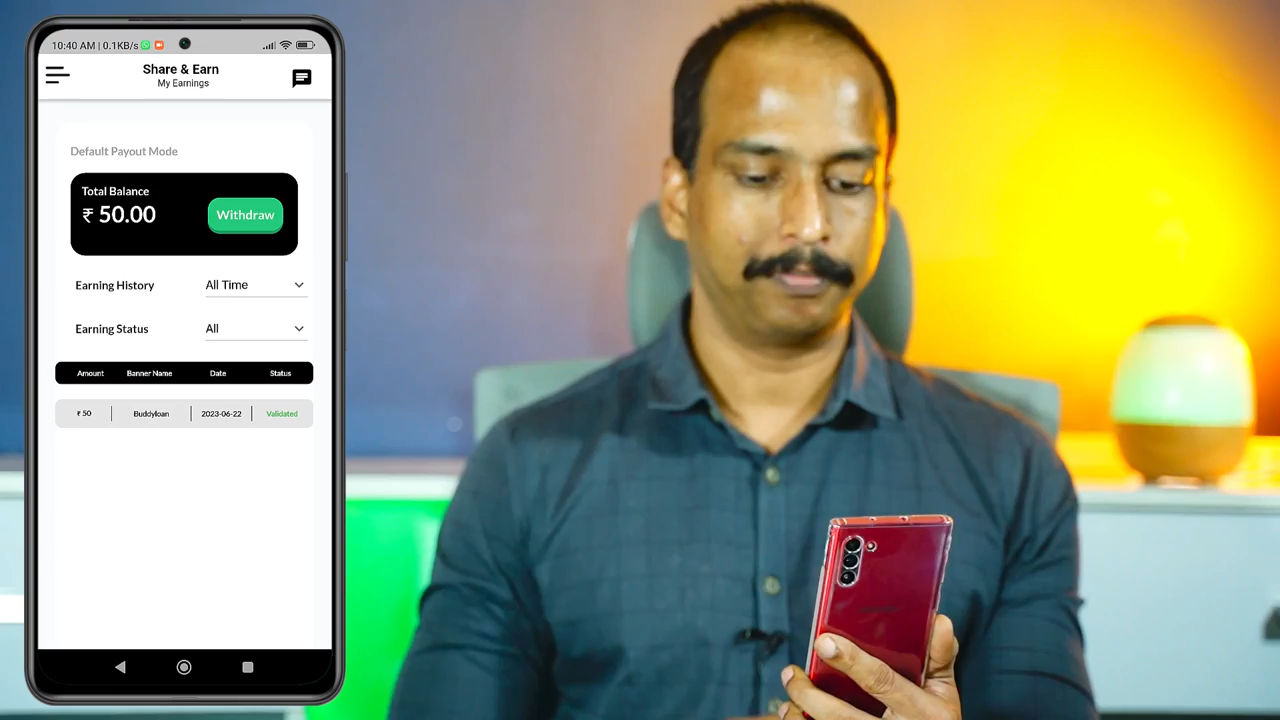 10:40 AM | 0.1KB/s
Share & Earn
My Earnings
Default Payout Mode
Total Balance
₹ 50.00
Withdraw
Earning History
All Time
Earning Status
All
Amount Banner Name Date Status
₹ 50 Buddyloan 2023-06-22 Validated